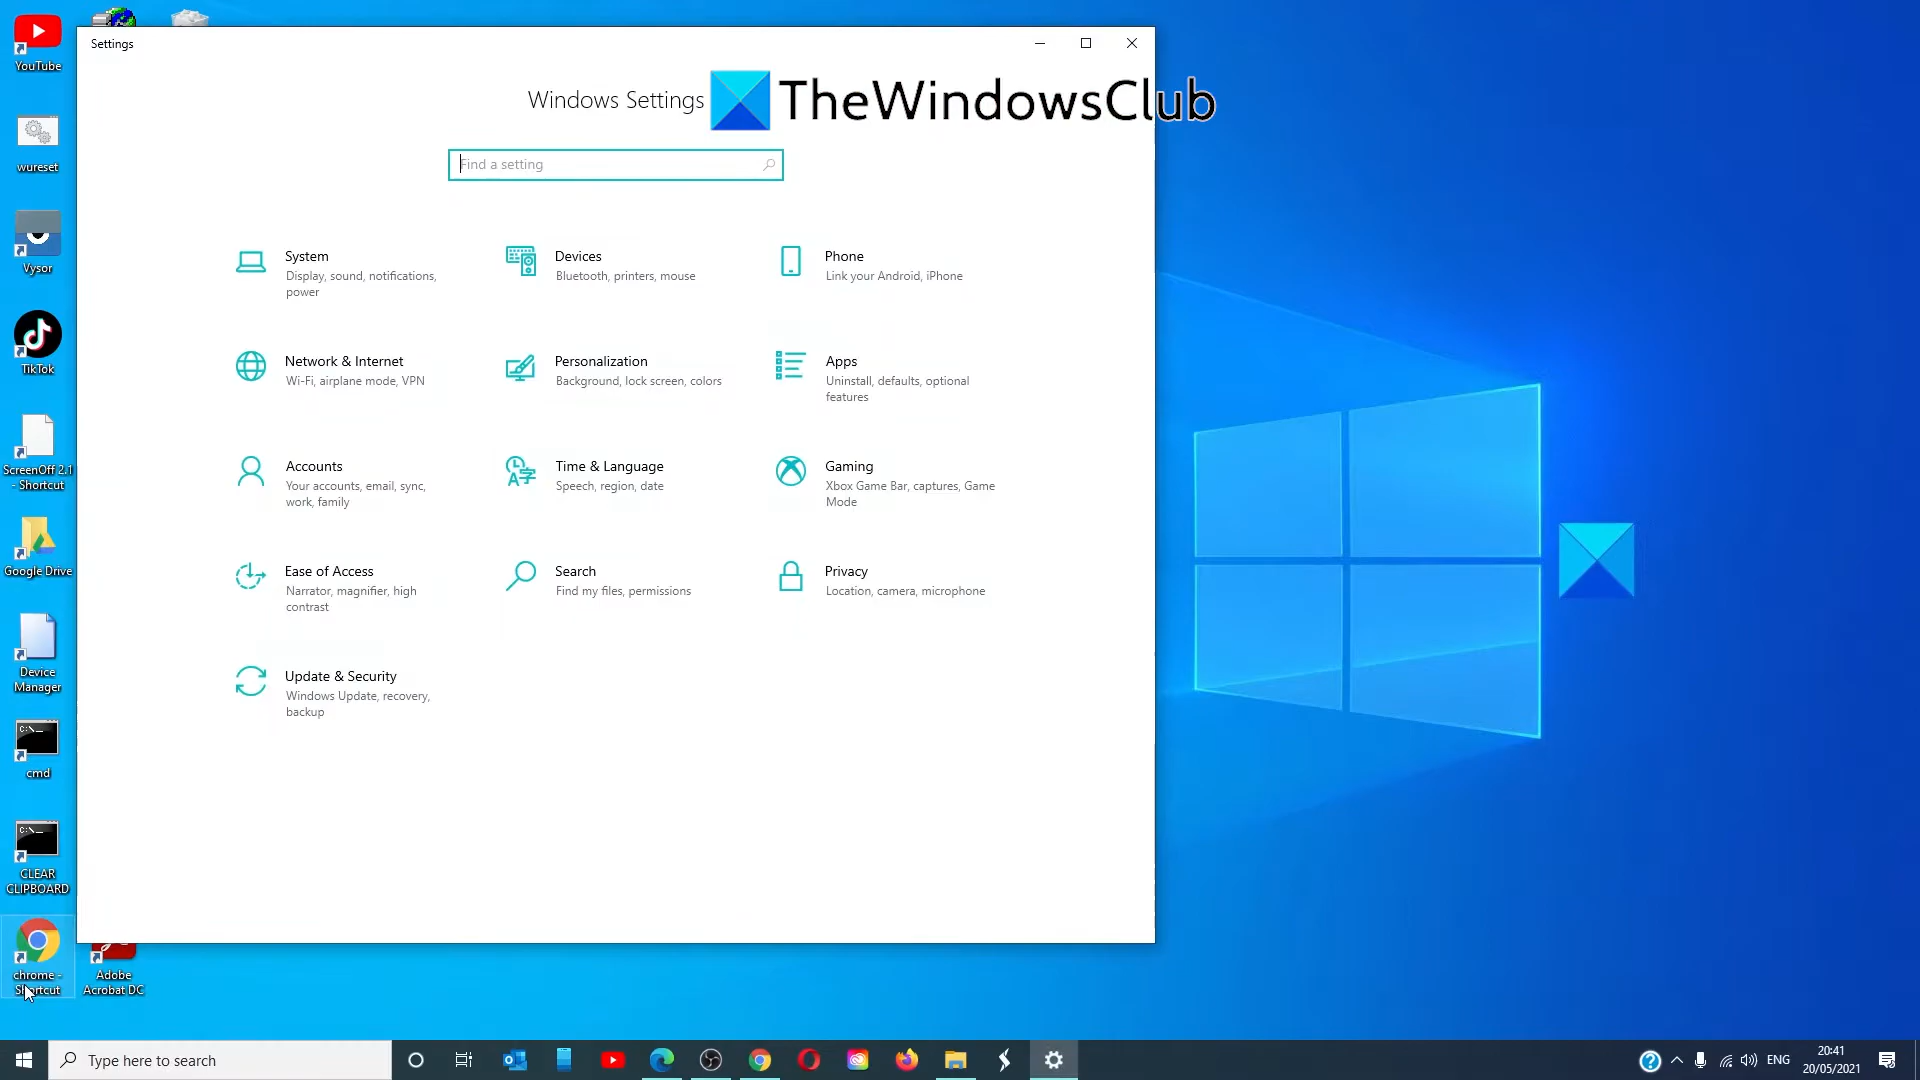 Settings
Windows Settings
TheWindowsClub
Find a setting
System
Display, sound, notifications,
power
Devices
Bluetooth, printers, mouse
Phone
Link your Android, iPhone
Network & Internet
Wi-Fi, airplane mode, VPN
Personalization
Background, lock screen, colors
Apps
Uninstall, defaults, optional
features
Accounts
Your accounts, email, sync,
work, family
Time & Language
Speech, region, date
Gaming
Xbox Game Bar, captures, Game
Mode
Ease of Access
Narrator, magnifier, high
contrast
Search
Find my files, permissions
Privacy
Location, camera, microphone
Update & Security
Windows Update, recovery,
backup
YouTube
wureset
Vysor
TikTok
ScreenOff 2.1
- Shortcut
Google Drive
Device
Manager
cmd
CLEAR
CLIPBOARD
chrome -
Shortcut
Adobe
Acrobat DC
Type here to search
ENG
20:41
20/05/2021